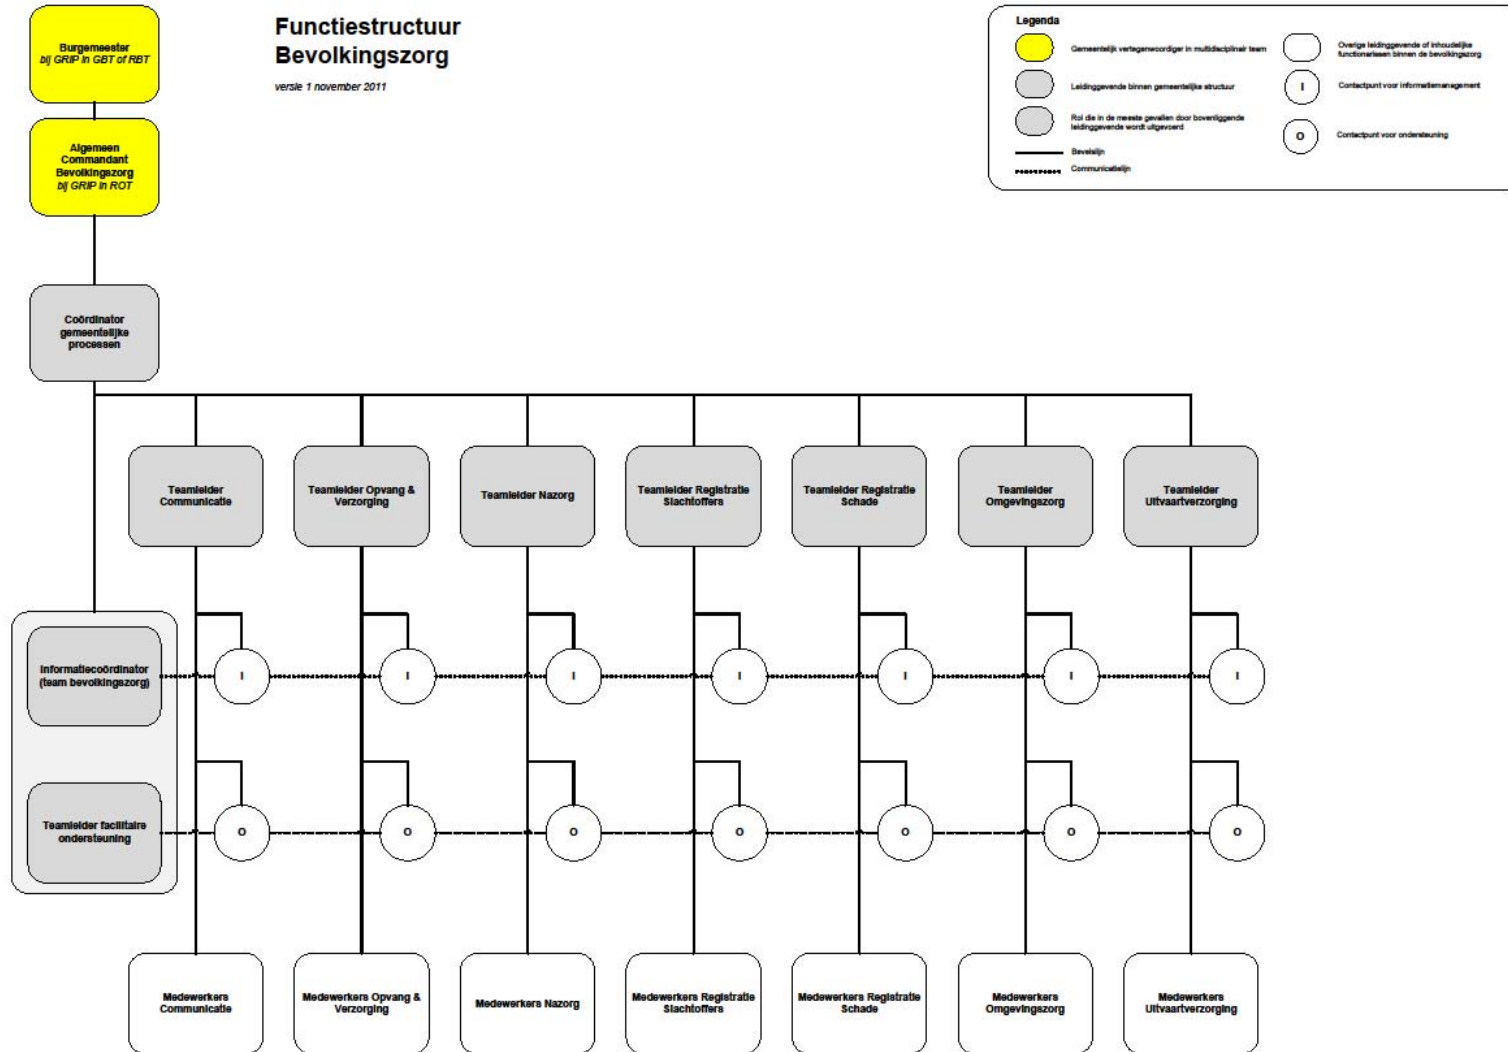 Functiestructuur
Bevolkingszorg
versie 1 november 2011
Burgemeester
bij GRIP in GBT of RBT
Algemeen
Commandant
Bevolkingszorg
bij GRIP in ROT
Coördinator
gemeentelijke
processen
Legenda
Gemeentelijk vertegenwoordiger in multidisciplinair team
Leidinggevende binnen gemeentelijke structuur
Rol die in de meeste gevallen door bovenliggende
leidinggevende wordt uitgevoerd
Bevelslijn
Communicatielijn
Overige leidinggevende of inhoudelijke
functionarissen binnen de bevolkingszorg
I
Contactpunt voor informatiemanagement
O
Contactpunt voor ondersteuning
Teamleider
Communicatie
Teamleider Opvang &
Verzorging
Teamleider Nazorg
Teamleider Registratie
Slachtoffers
Teamleider Registratie
Schade
Teamleider
Omgevingszorg
Teamleider
Uitvaartverzorging
Informatiecoördinator
(team bevolkingszorg)
I
I
I
I
I
I
I
Teamleider facilitaire
ondersteuning
O
O
O
O
O
O
O
Medewerkers
Communicatie
Medewerkers Opvang &
Verzorging
Medewerkers Nazorg
Medewerkers Registratie
Slachtoffers
Medewerkers Registratie
Schade
Medewerkers
Omgevingszorg
Medewerkers
Uitvaartverzorging